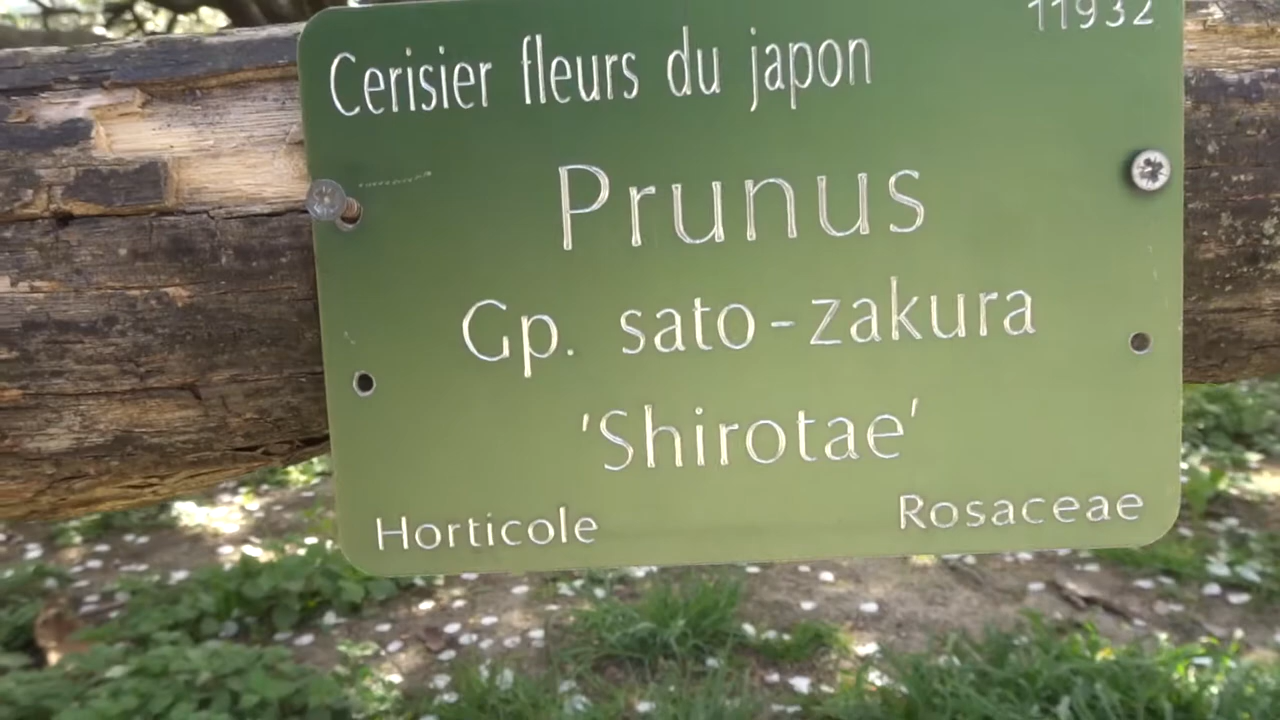 11932
Cerisier fleurs du japon
Prunus
Gp. sato-zakura
'Shirotae'
Horticole Rosaceae